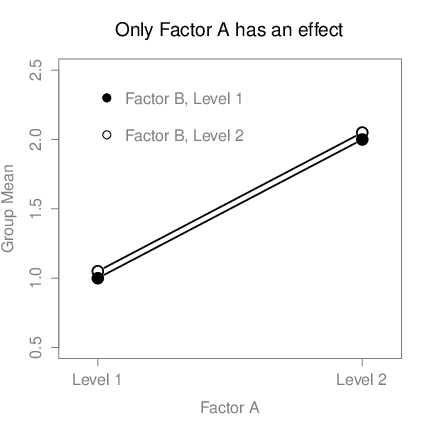 Only Factor A has an effect
2.5
2.0
1.5
1.0
0.5
Group Mean
Factor B, Level 1
Factor B, Level 2
Level 1
Level 2
Factor A